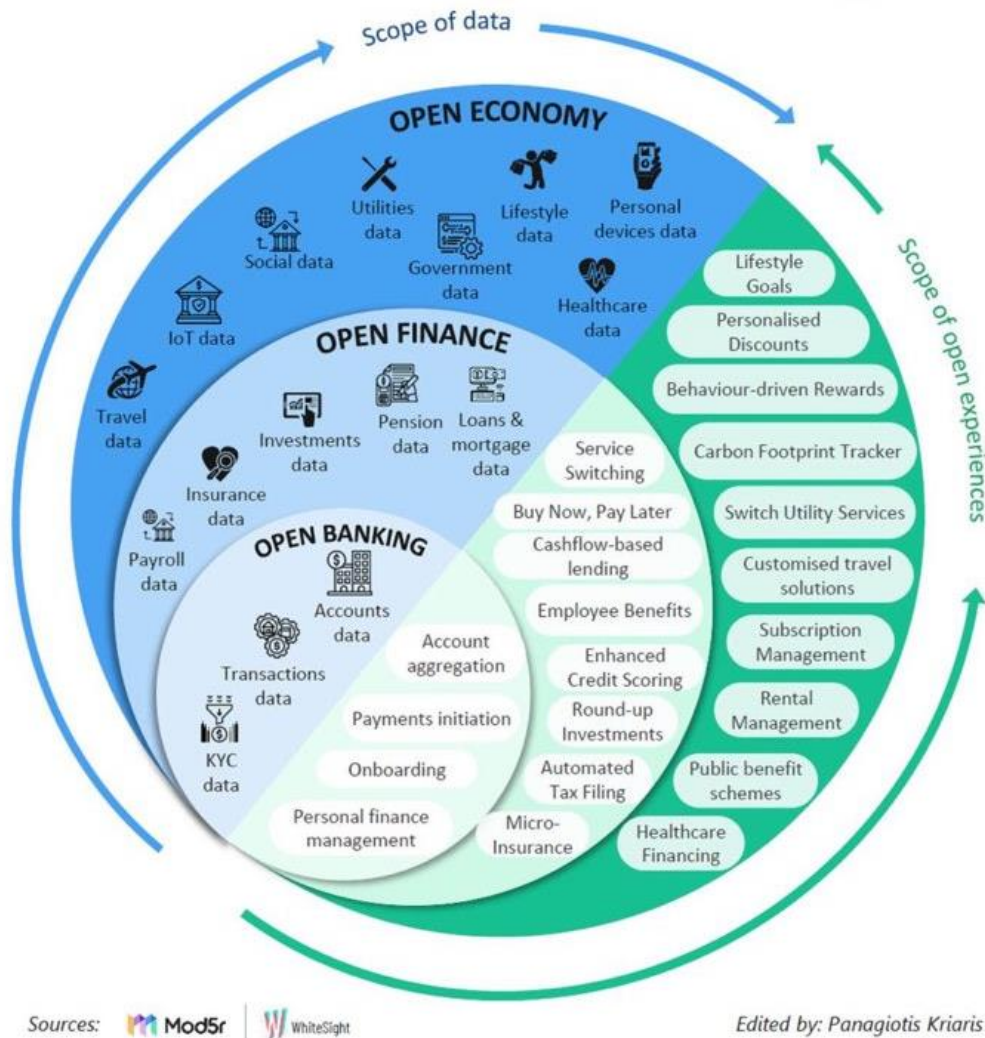 Scope of data
Scope of open experiences
OPEN ECONOMY
Utilities
data
Lifestyle
data
Personal
devices data
Social data
Government
data
Healthcare
data
IoT data
Travel
data
Lifestyle
Goals
Personalised
Discounts
Behaviour-driven Rewards
Carbon Footprint Tracker
Switch Utility Services
Customised travel
solutions
Subscription
Management
Rental
Management
Public benefit
schemes
Healthcare
Financing
OPEN FINANCE
Pension
data
Loans &
mortgage
data
Investments
data
Insurance
data
Payroll
data
Service
Switching
Buy Now, Pay Later
Cashflow-based
lending
Employee Benefits
Enhanced
Credit Scoring
Round-up
Investments
Automated
Tax Filing
Micro-
Insurance
OPEN BANKING
Accounts
data
Transactions
data
KYC
data
Account
aggregation
Payments initiation
Onboarding
Personal finance
management
Sources: Mod5r WhiteSight
Edited by: Panagiotis Kriaris